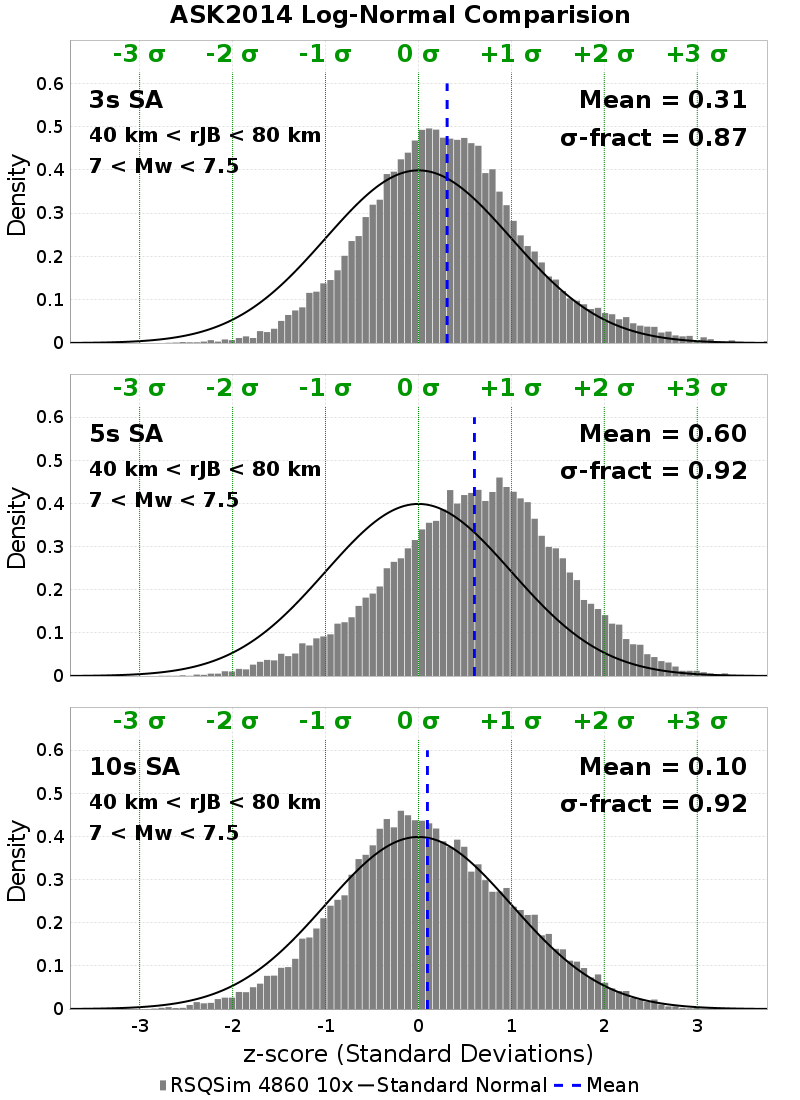 ASK2014 Log-Normal Comparision
-3 σ -2 σ -1 σ 0 σ +1 σ +2 σ +3 σ
0.6
3s SA Mean = 0.31
0.5
40 km < rJB < 80 km σ-fract = 0.87
7 < Mw < 7.5
0.4
0.3
0.2
0.1
0
Density
-3 σ -2 σ -1 σ 0 σ +1 σ +2 σ +3 σ
0.6
5s SA Mean = 0.60
0.5
40 km < rJB < 80 km σ-fract = 0.92
7 < Mw < 7.5
0.4
0.3
0.2
0.1
0
Density
-3 σ -2 σ -1 σ 0 σ +1 σ +2 σ +3 σ
0.6
10s SA Mean = 0.10
0.5
40 km < rJB < 80 km σ-fract = 0.92
7 < Mw < 7.5
0.4
0.3
0.2
0.1
0
Density
-3 -2 -1 0 1 2 3
z-score (Standard Deviations)
RSQSim 4860 10x Standard Normal Mean